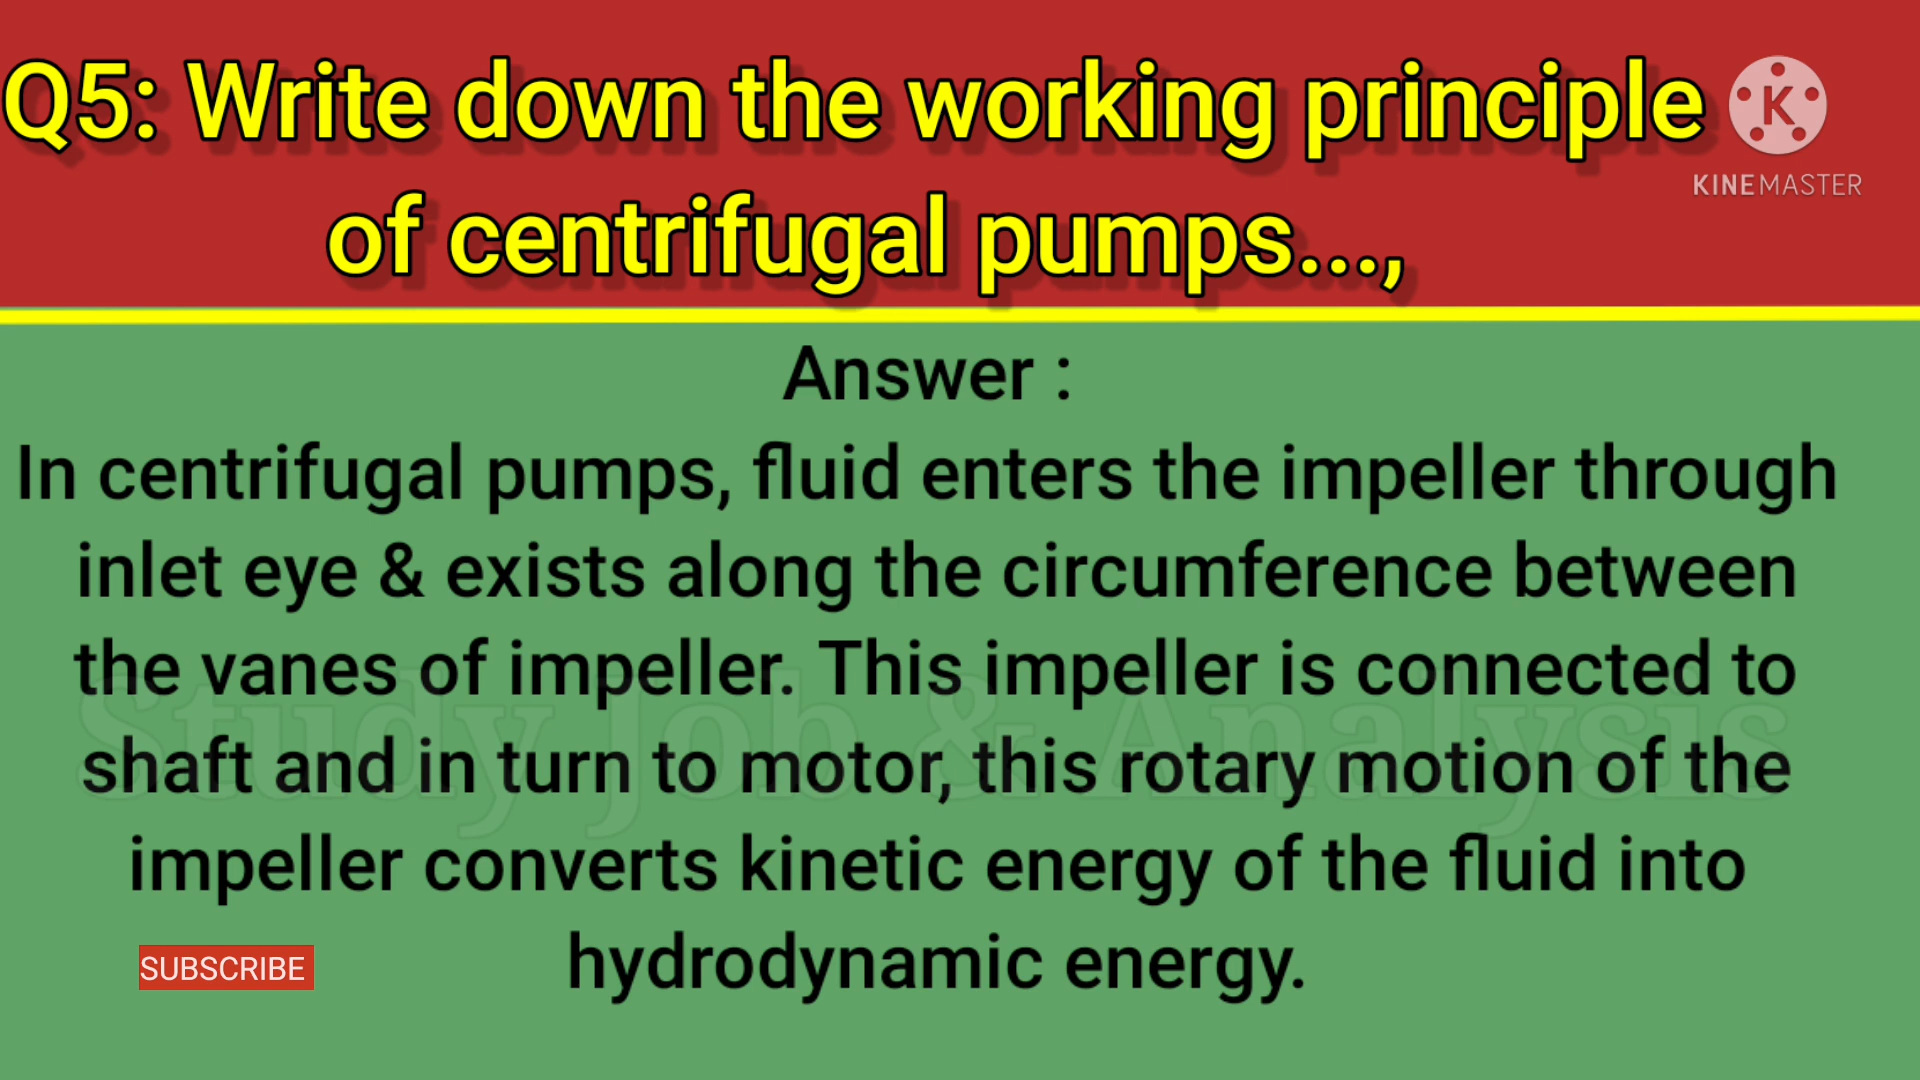 Q5: Write down the working principle
of centrifugal pumps...,
K
KINEMASTER
Answer :
In centrifugal pumps, fluid enters the impeller through
inlet eye & exists along the circumference between
the vanes of impeller. This impeller is connected to
Study Job & Analysis
shaft and in turn to motor, this rotary motion of the
impeller converts kinetic energy of the fluid into
hydrodynamic energy.
SUBSCRIBE